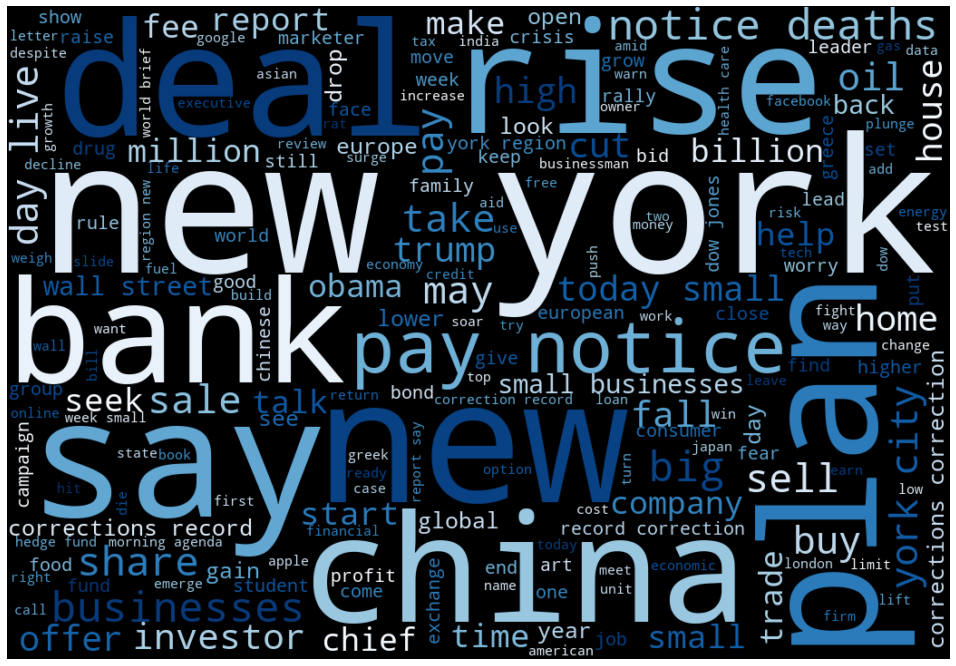 show
letter
raise
fee
google
report
marketer
tax
make
move
india
open
crisis
notice deaths
leader
gas
data
despite
deal
rise
world brief
asian
executive
face
drop
week
increase
amid
grow
warn
rally
owner
health care
facebook
oil
back
house
growth
day live
drug
rat
review
high
look
york region
plunge
million
life
still
europe
surge
pay
keep
cut
businessman
bid
billion
greece
set
add
decline
new york
family
free
lead
rule
region new
world
aid
use
take
two
money
dow jones
risk
energy
test
trump
help
tech
weigh
slide
fuel
economy
push
worry
dow
wall street
good
build
obama
credit
may
today small
put
bank
want
chinese
lower
soar
try
european
work
close
plan
fight
way
home
change
wall
bill
pay notice
give
find
higher
group
top
small businesses
leave
seek
sale
talk
return
bond
correction record
loan
fall
win
day
online
week small
see
consumer
fear
corrections correction
say
new
campaign
state
book
greek
report say
turn
japan
city york
earn
hit
die
first
ready
case
option
big
sell
low
corrections record
start
financial
global
cost
record correction
company
hedge fund
morning agenda
share
apple
china
today
economic
buy
london
limit
food
gain
profit
end
name
art
meet
unit
trade
right
fund
emerge
student
come
exchange
one
lift
call
businesses
firm
offer
investor
chief
time
year
american
job
small